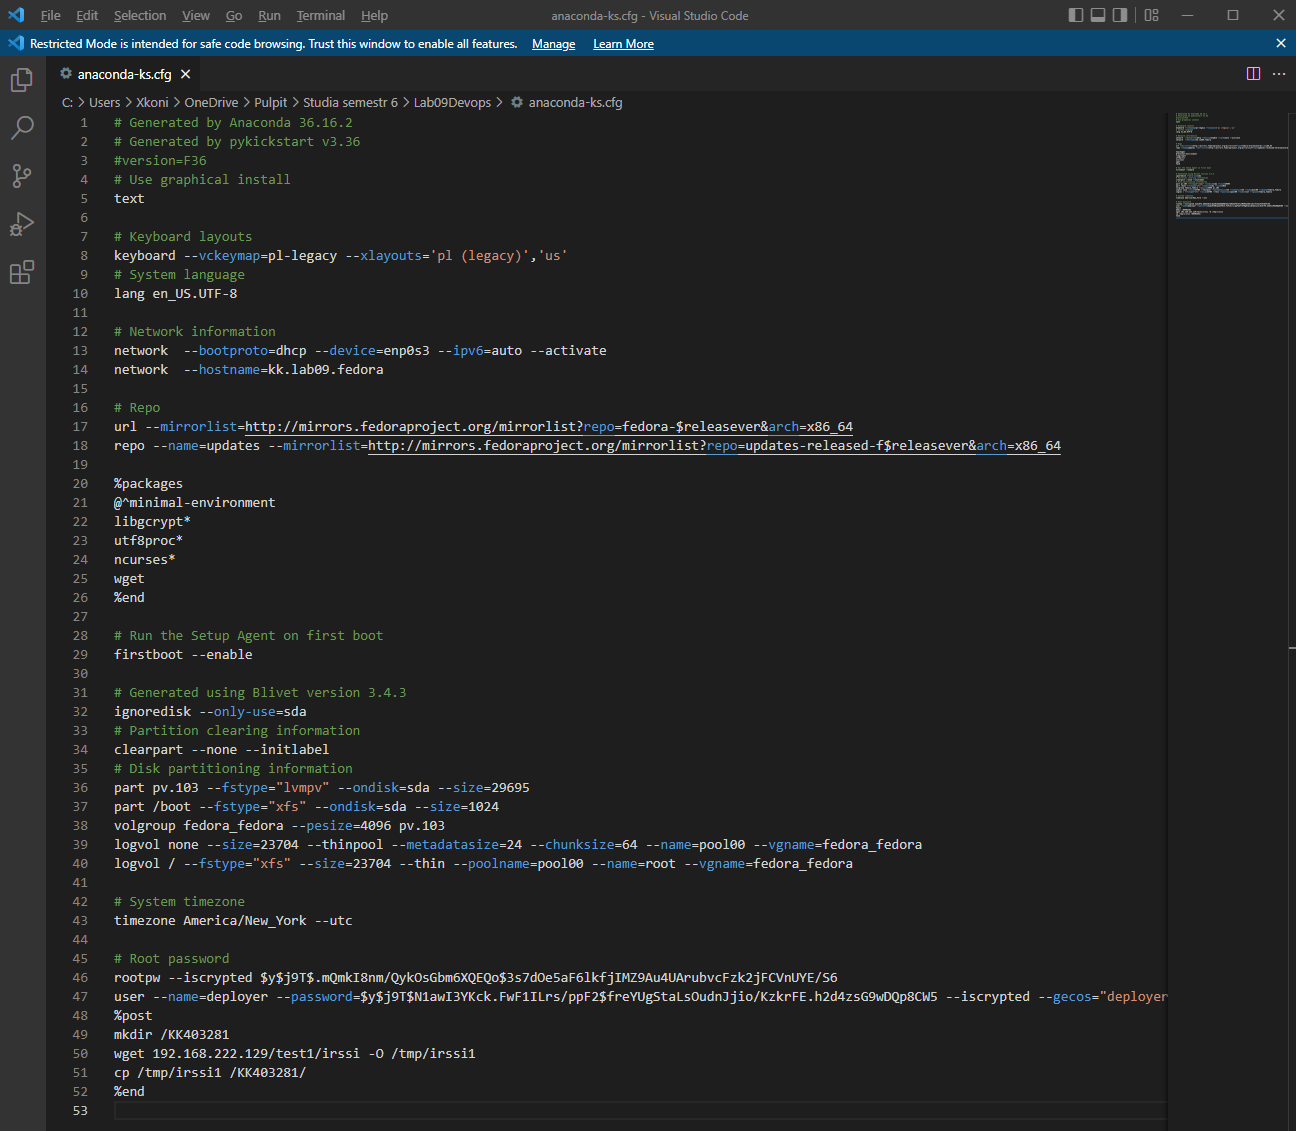 File Edit Selection View Go Run Terminal Help anaconda-ks.cfg - Visual Studio Code
Restricted Mode is intended for safe code browsing. Trust this window to enable all features. Manage Learn More
anaconda-ks.cfg
C: > Users > Xkoni > OneDrive > Pulpit > Studia semestr 6 > Lab09Devops > anaconda-ks.cfg
1 # Generated by Anaconda 36.16.2
2 # Generated by pykickstart v3.36
3 #version=F36
4 # Use graphical install
5 text
6
7 # Keyboard layouts
8 keyboard --vckeymap=pl-legacy --xlayouts='pl (legacy)','us'
9 # System language
10 lang en_US.UTF-8
11
12 # Network information
13 network  --bootproto=dhcp --device=enp0s3 --ipv6=auto --activate
14 network  --hostname=kk.lab09.fedora
15
16 # Repo
17 url --mirrorlist=http://mirrors.fedoraproject.org/mirrorlist?repo=fedora-$releasever&arch=x86_64
18 repo --name=updates --mirrorlist=http://mirrors.fedoraproject.org/mirrorlist?repo=updates-released-f$releasever&arch=x86_64
19
20 %packages
21 @^minimal-environment
22 libgcrypt*
23 utf8proc*
24 ncurses*
25 wget
26 %end
27
28 # Run the Setup Agent on first boot
29 firstboot --enable
30
31 # Generated using Blivet version 3.4.3
32 ignoredisk --only-use=sda
33 # Partition clearing information
34 clearpart --none --initlabel
35 # Disk partitioning information
36 part pv.103 --fstype="lvmpv" --ondisk=sda --size=29695
37 part /boot --fstype="xfs" --ondisk=sda --size=1024
38 volgroup fedora_fedora --pesize=4096 pv.103
39 logvol none --size=23704 --thinpool --metadatasize=24 --chunksize=64 --name=pool00 --vgname=fedora_fedora
40 logvol / --fstype="xfs" --size=23704 --thin --poolname=pool00 --name=root --vgname=fedora_fedora
41
42 # System timezone
43 timezone America/New_York --utc
44
45 # Root password
46 rootpw --iscrypted $y$j9T$.mQmkI8nm/QykOsGbm6XQEQo$3s7dOe5aF6lkfjIMZ9Au4UArubvcFzk2jFCVnUYE/S6
47 user --name=deployer --password=$y$j9T$N1awI3YKck.FwF1ILrs/ppF2$freYUgStaLsOudnJjio/KzkrFE.h2d4zsG9wDQp8CW5 --iscrypted --gecos="deployer
48 %post
49 mkdir /KK403281
50 wget 192.168.222.129/test1/irssi -O /tmp/irssi1
51 cp /tmp/irssi1 /KK403281/
52 %end
53